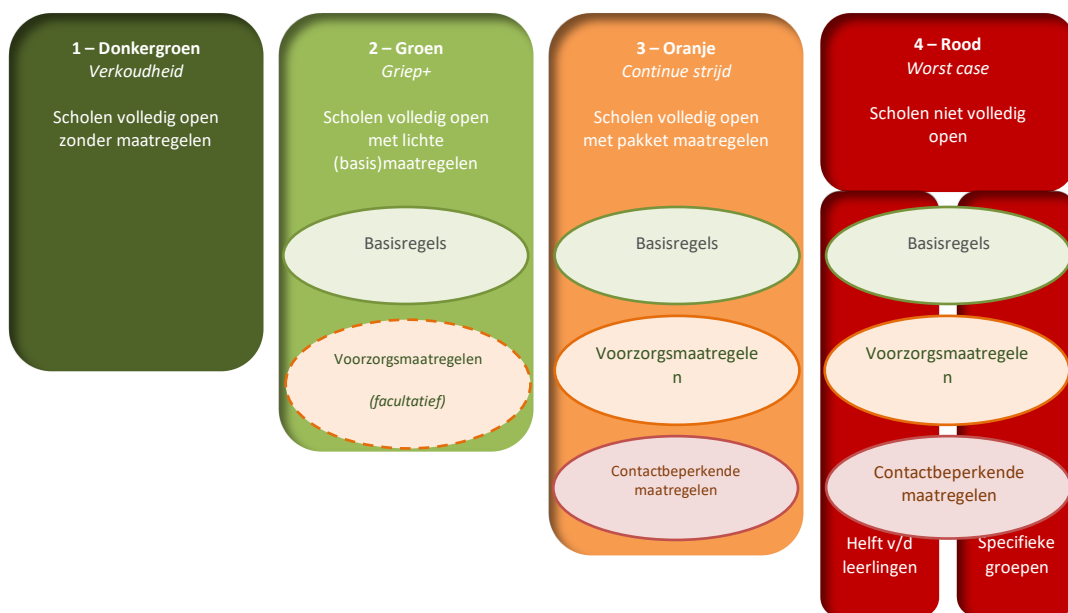 1 – Donkergroen
Verkoudheid
Scholen volledig open
zonder maatregelen
2 – Groen
Griep+
Scholen volledig open
met lichte
(basis)maatregelen
Basisregels
Voorzorgsmaatregelen
(facultatief)
3 – Oranje
Continue strijd
Scholen volledig open
met pakket maatregelen
Basisregels
Voorzorgsmaatregele
n
Contactbeperkende
maatregelen
4 – Rood
Worst case
Scholen niet volledig
open
Basisregels
Voorzorgsmaatregele
n
Contactbeperkende
maatregelen
Helft v/d
leerlingen
Specifieke
groepen